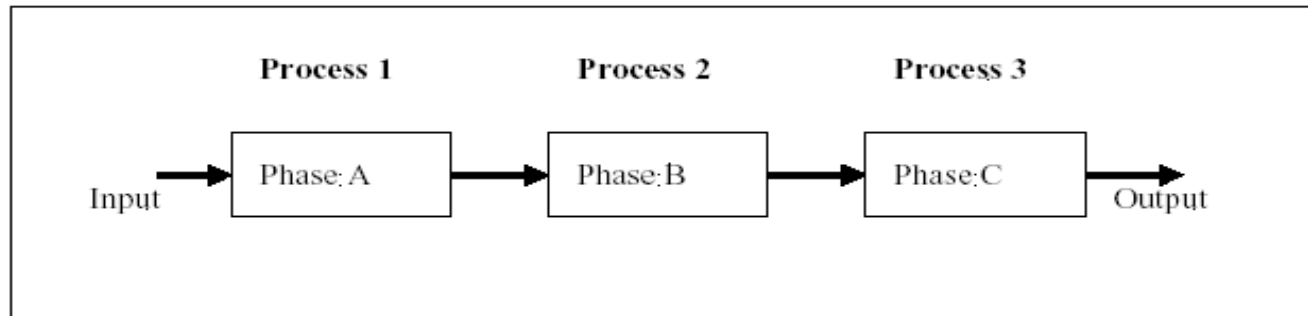 Process 1 Process 2 Process 3
Phase:A Phase:B Phase:C
Input Output